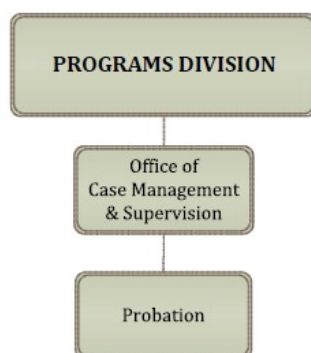 PROGRAMS DIVISION
Office of
Case Management
& Supervision
Probation